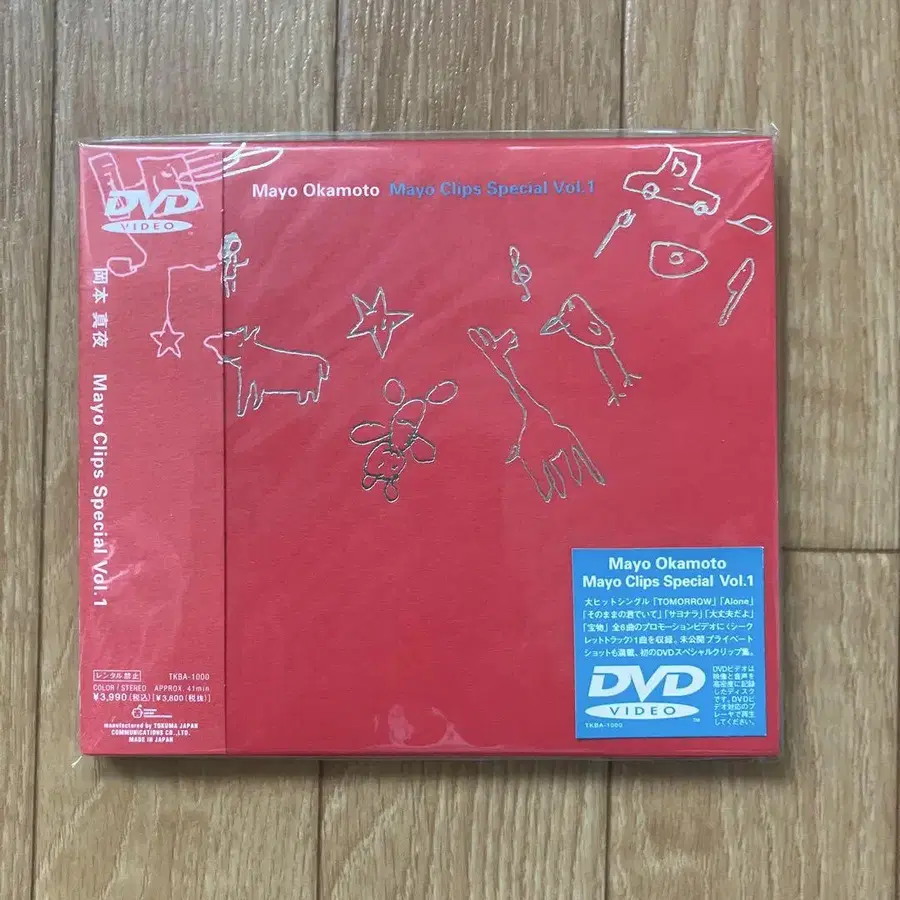 Mayo Okamoto Mayo Clips Special Vol.1
DVD
VIDEO
岡本 真夜 Mayo Clips Special Vol.1
レンタル禁止 TKBA-1000
COLOR / STEREO APPROX. 41min
¥3,990(税込)[¥3,800(税抜)]
manufactured by TOKUMA JAPAN
COMMUNICATIONS CO.,LTD.
MADE IN JAPAN
Mayo Okamoto
Mayo Clips Special Vol.1
大ヒットシングル「TOMORROW」「Alone」
「そのままの君でいて」「サヨナラ」「大丈夫だよ」
「宝物」全6曲のプロモーションビデオに〈シーク
レットトラック〉1曲を収録。未公開プライベート
ショットも満載、初のDVDスペシャルクリップ集。
DVD
VIDEO
TKBA-1000
DVDビデオは
映像と音声を
高密度に記録
したディスク
です。DVDビ
デオ対応のプ
レーヤで再生
してください。